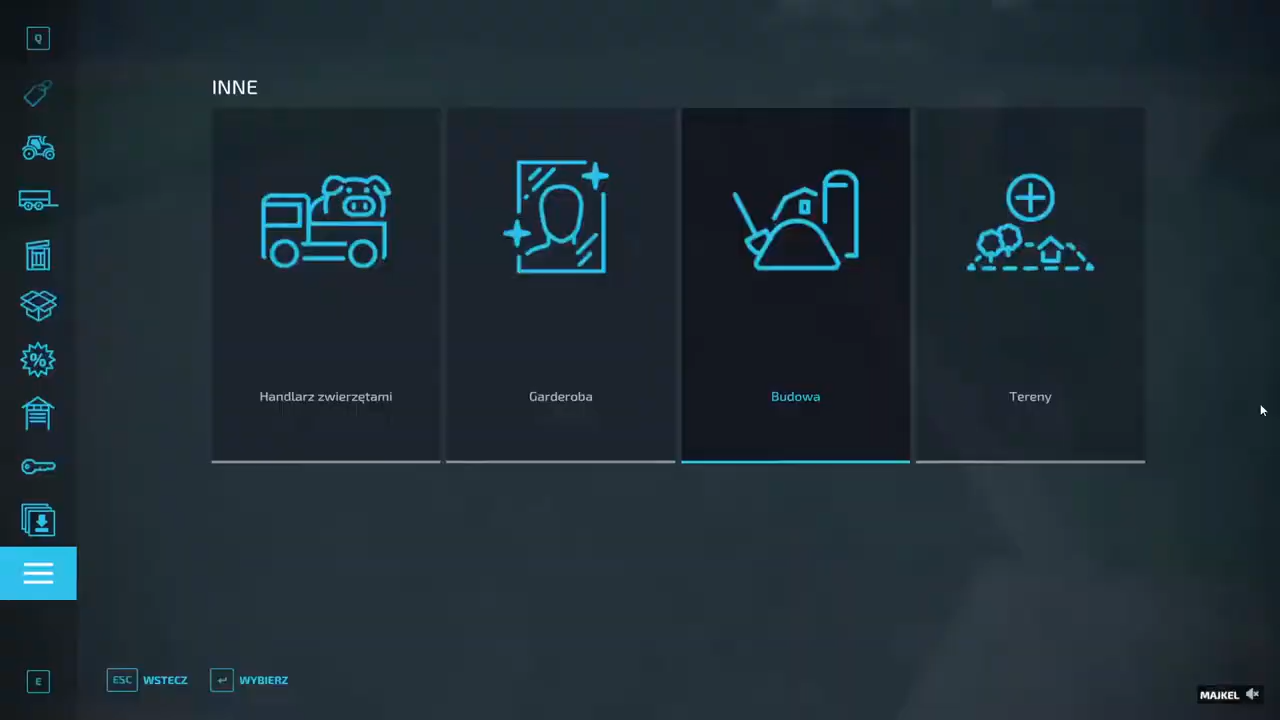 Q
INNE
%
Handlarz zwierzętami
Garderoba
Budowa
Tereny
E
ESC WSTECZ
WYBIERZ
MAJKEL